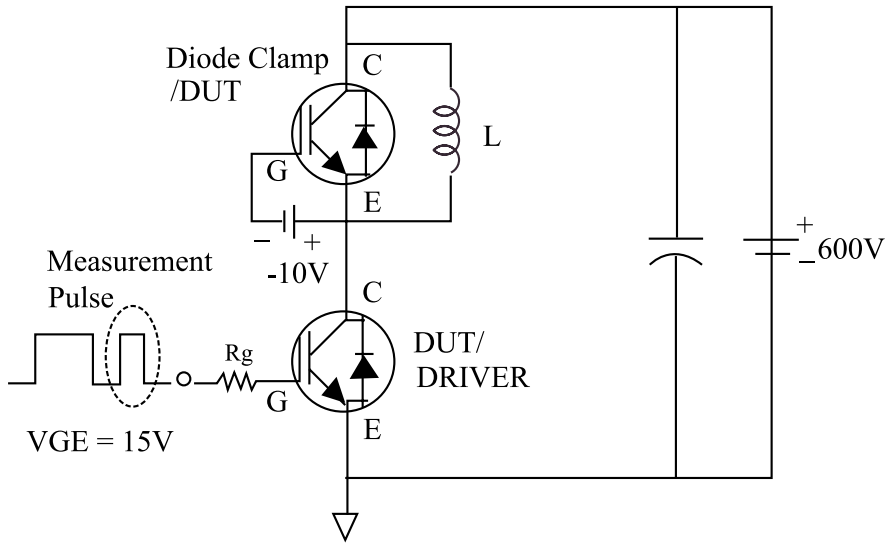 Diode Clamp
/DUT
C
L
G
E
− +
-10V
+
−600V
Measurement
Pulse
C
Rg
DUT/
DRIVER
G
E
VGE = 15V